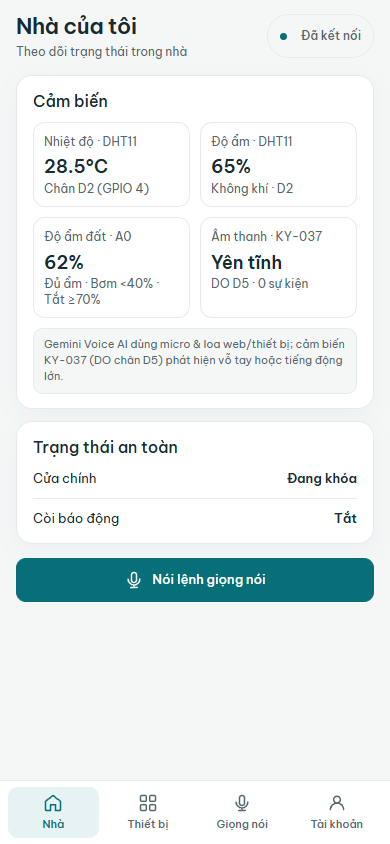 Nhà của tôi
Theo dõi trạng thái trong nhà
Đã kết nối
Cảm biến
Nhiệt độ · DHT11
28.5°C
Chân D2 (GPIO 4)
Độ ẩm · DHT11
65%
Không khí · D2
Độ ẩm đất · A0
62%
Đủ ẩm · Bơm <40% ·
Tắt ≥70%
Âm thanh · KY-037
Yên tĩnh
DO D5 · 0 sự kiện
Gemini Voice AI dùng micro & loa web/thiết bị; cảm biến
KY-037 (DO chân D5) phát hiện vỗ tay hoặc tiếng động
lớn.
Trạng thái an toàn
Cửa chính
Đang khóa
Còi báo động
Tắt
Nói lệnh giọng nói
Nhà
Thiết bị
Giọng nói
Tài khoản